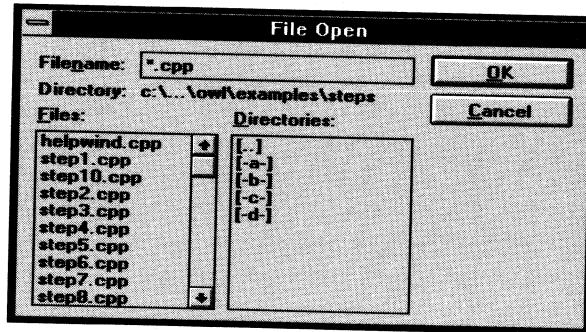 File Open
Filename: *.cpp
OK
Directory: c:\...\owl\examples\steps
Cancel
Files:
helpwind.cpp
step1.cpp
step10.cpp
step2.cpp
step3.cpp
step4.cpp
step5.cpp
step6.cpp
step7.cpp
step8.cpp
Directories:
[..]
[-a-]
[-b-]
[-c-]
[-d-]